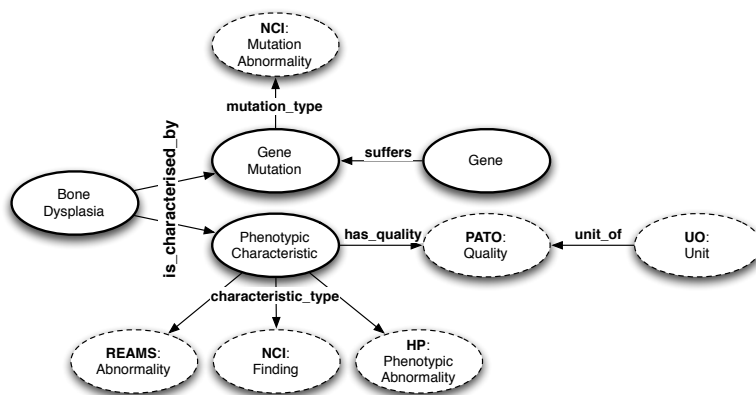 NCI:
Mutation
Abnormality
mutation_type
is_characterised_by
Gene
Mutation
suffers
Gene
Bone
Dysplasia
Phenotypic
Characteristic
has_quality
PATO:
Quality
unit_of
UO:
Unit
characteristic_type
REAMS:
Abnormality
NCI:
Finding
HP:
Phenotypic
Abnormality